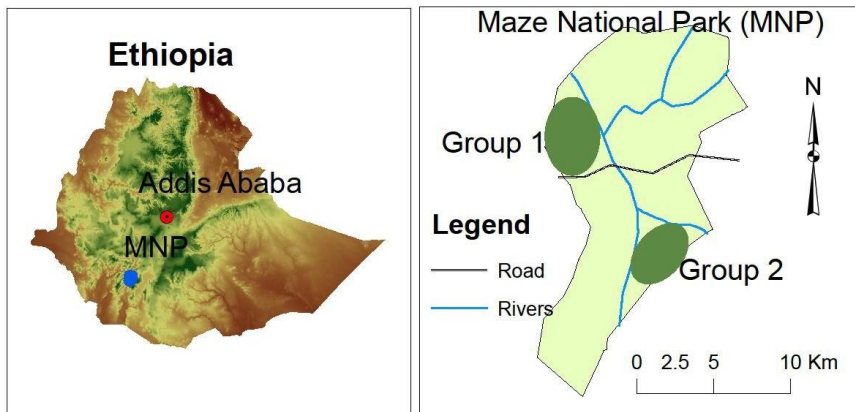 Ethiopia
Addis Ababa
MNP
Maze National Park (MNP)
N
Group 1
Legend
Road
Rivers
Group 2
0 2.5 5 10 Km